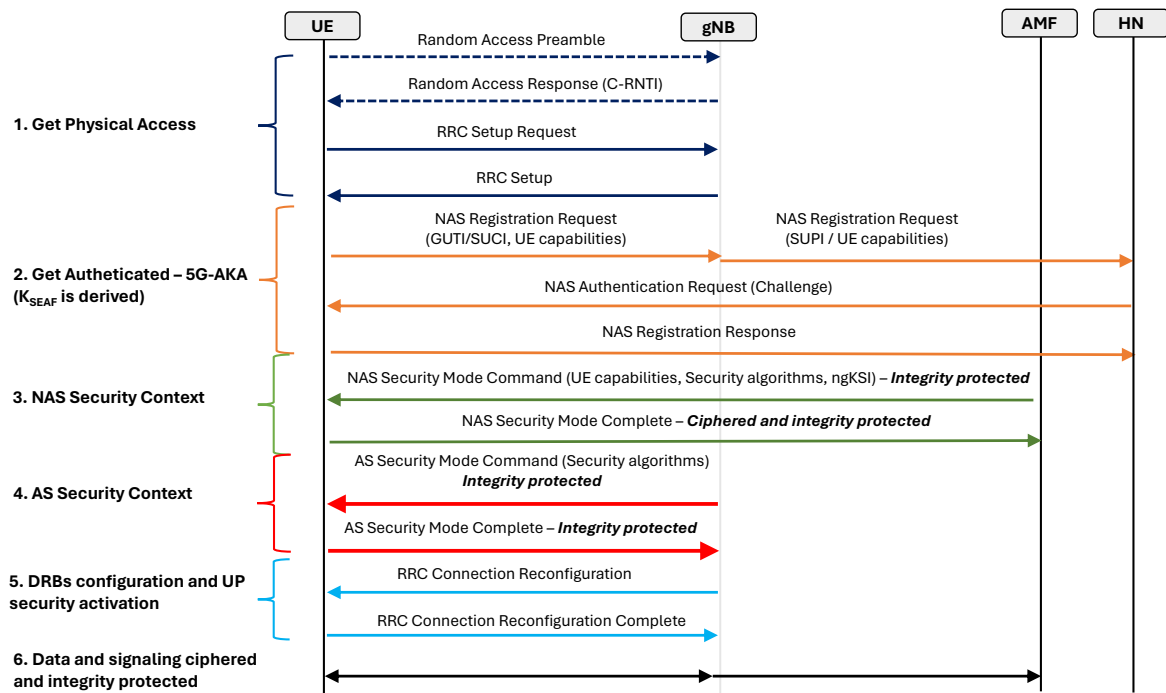 UE
gNB
AMF
HN
Random Access Preamble
Random Access Response (C-RNTI)
1. Get Physical Access
RRC Setup Request
RRC Setup
NAS Registration Request
(GUTI/SUCI, UE capabilities)
NAS Registration Request
(SUPI / UE capabilities)
2. Get Autheticated – 5G-AKA
(KSEAF is derived)
NAS Authentication Request (Challenge)
NAS Registration Response
3. NAS Security Context
NAS Security Mode Command (UE capabilities, Security algorithms, ngKSI) – Integrity protected
NAS Security Mode Complete – Ciphered and integrity protected
4. AS Security Context
AS Security Mode Command (Security algorithms)
Integrity protected
AS Security Mode Complete – Integrity protected
5. DRBs configuration and UP
security activation
RRC Connection Reconfiguration
RRC Connection Reconfiguration Complete
6. Data and signaling ciphered
and integrity protected